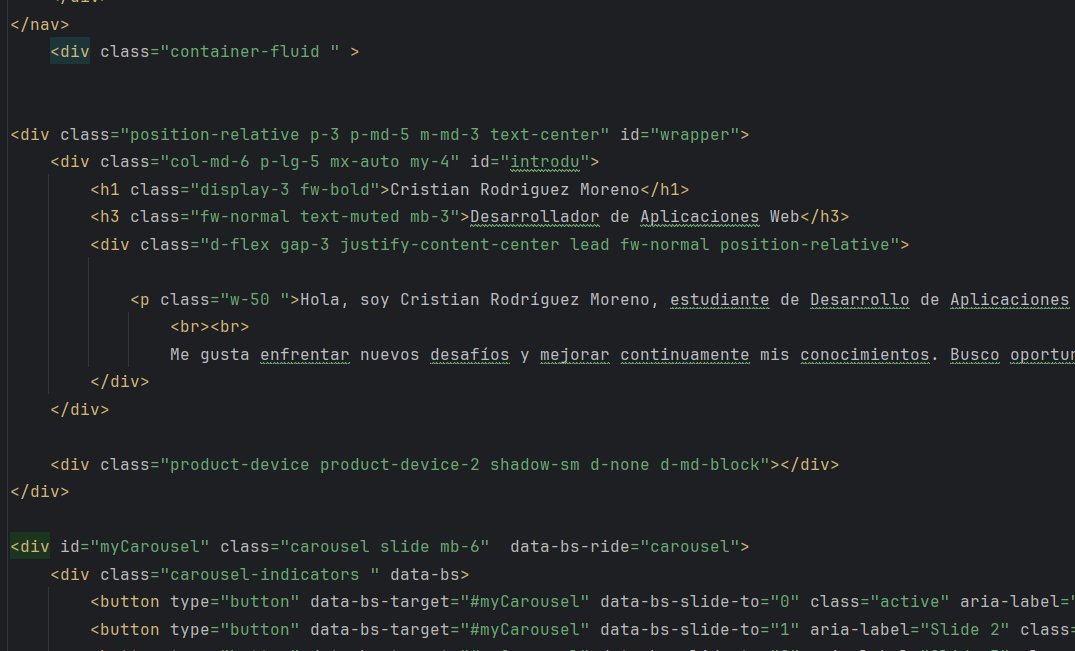 </nav>
<div class="container-fluid " >
<div class="position-relative p-3 p-md-5 m-md-3 text-center" id="wrapper">
<div class="col-md-6 p-lg-5 mx-auto my-4" id="introdu">
<h1 class="display-3 fw-bold">Cristian Rodriguez Moreno</h1>
<h3 class="fw-normal text-muted mb-3">Desarrollador de Aplicaciones Web</h3>
<div class="d-flex gap-3 justify-content-center lead fw-normal position-relative">
<p class="w-50 ">Hola, soy Cristian Rodríguez Moreno, estudiante de Desarrollo de Aplicaciones
<br><br>
Me gusta enfrentar nuevos desafíos y mejorar continuamente mis conocimientos. Busco oportun
</div>
</div>
<div class="product-device product-device-2 shadow-sm d-none d-md-block"></div>
</div>
<div id="myCarousel" class="carousel slide mb-6"  data-bs-ride="carousel">
<div class="carousel-indicators " data-bs>
<button type="button" data-bs-target="#myCarousel" data-bs-slide-to="0" class="active" aria-label="
<button type="button" data-bs-target="#myCarousel" data-bs-slide-to="1" aria-label="Slide 2" class=